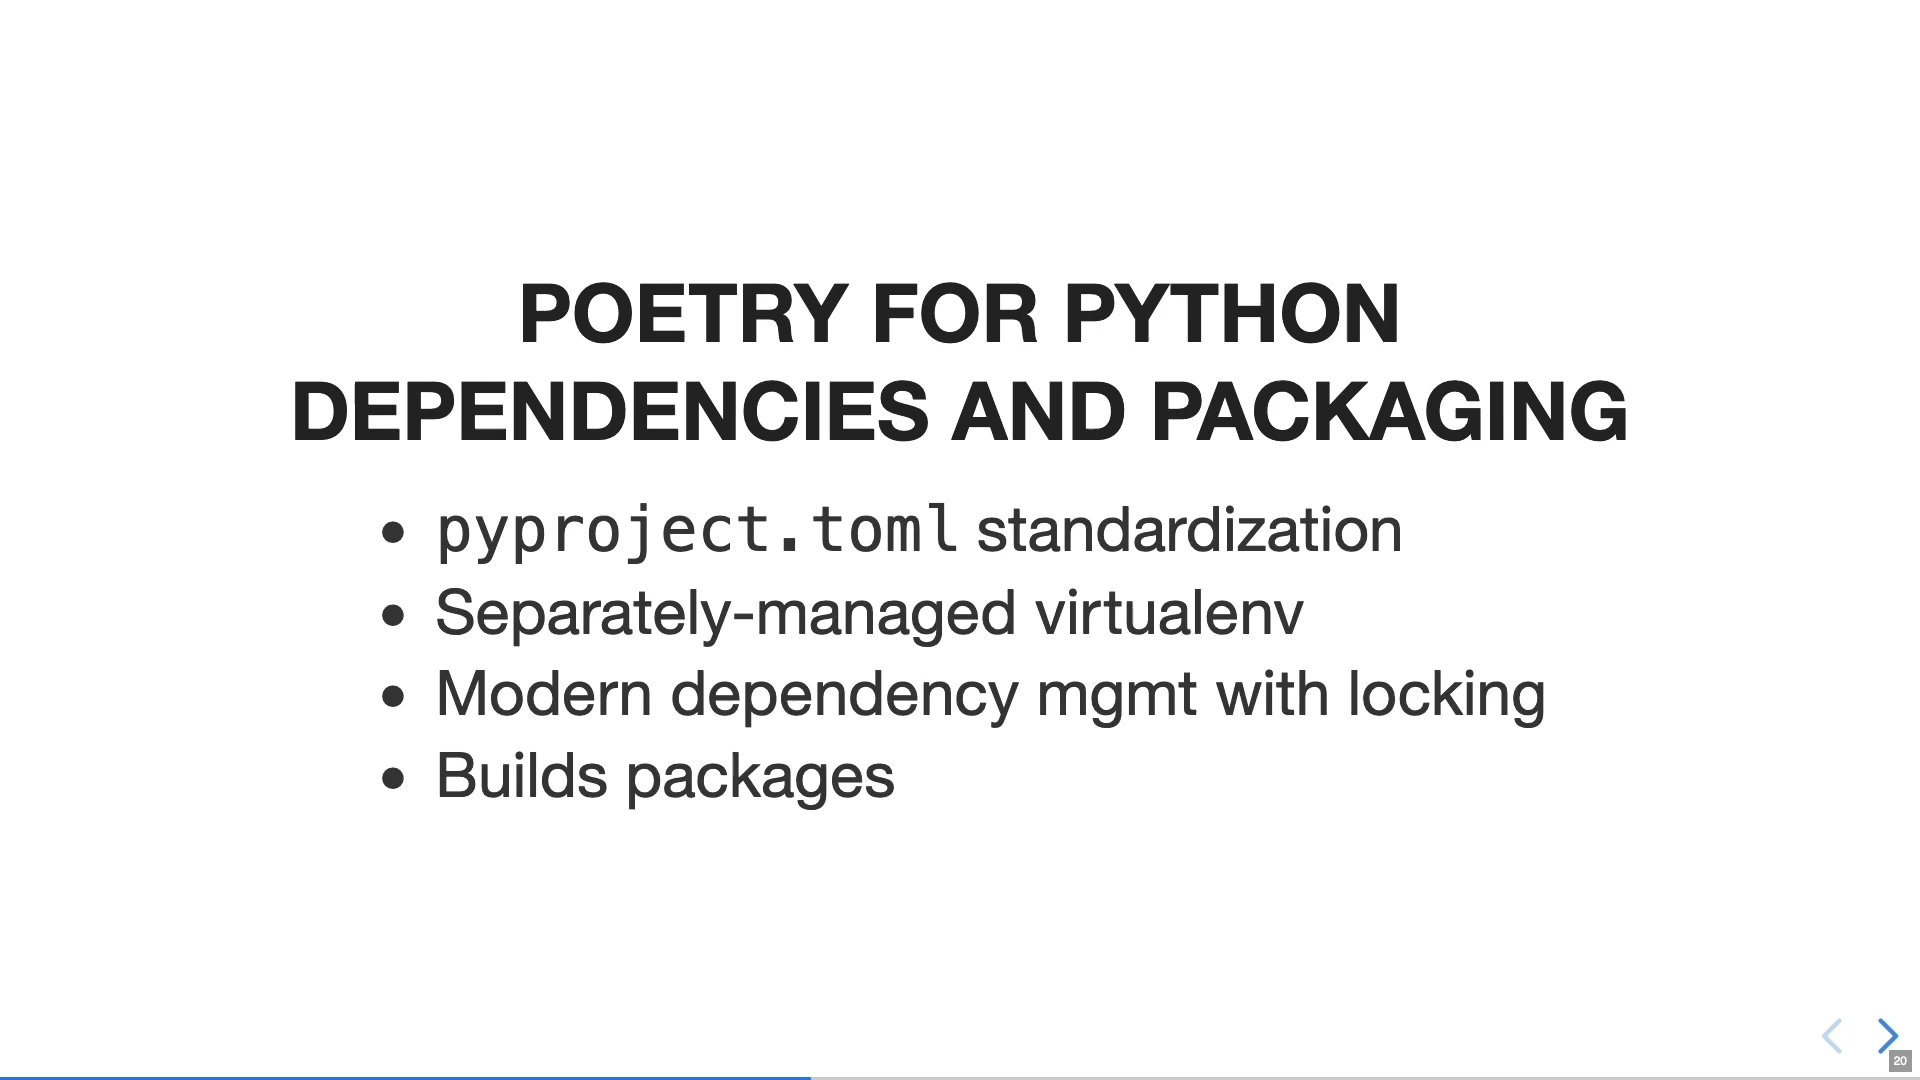 POETRY FOR PYTHON
DEPENDENCIES AND PACKAGING
• pyproject.toml standardization
• Separately-managed virtualenv
• Modern dependency mgmt with locking
• Builds packages
20